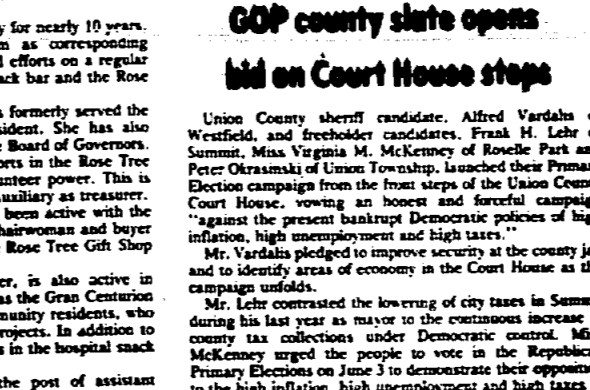 y for nearly 10 years.
m as corresponding
efforts on a regular
ack bar and the Rose
formerly served the
sident. She has also
Board of Governors.
orts in the Rose Tree
unteer power. This is
uxiliary as treasurer.
been active with the
hairwoman and buyer
Rose Tree Gift Shop
er, is also active in
as the Gran Centurion
munity residents, who
rojects. In addition to
s in the hospital snack
the post of assistant
GOP county slate opens
bid on Court House steps
Union County sheriff candidate, Alfred Vardalis
Westfield, and freeholder candidates, Frank H. Lehr
Summit, Miss Virginia M. McKenney of Roselle Park an
Peter Okrasinski of Union Township, launched their Primar
Election campaign from the front steps of the Union Coun
Court House, vowing an honest and forceful campaig
"against the present bankrupt Democratic policies of hig
inflation, high unemployment and high taxes."
Mr. Vardalis pledged to improve security at the county ja
and to identify areas of economy in the Court House as th
campaign unfolds.
Mr. Lehr contrasted the lowering of city taxes in Summ
during his last year as mayor to the continuous increase
county tax collections under Democratic control. Mis
McKenney urged the people to vote in the Republica
Primary Elections on June 3 to demonstrate their oppositio
to the high inflation, high unemployment and high taxes